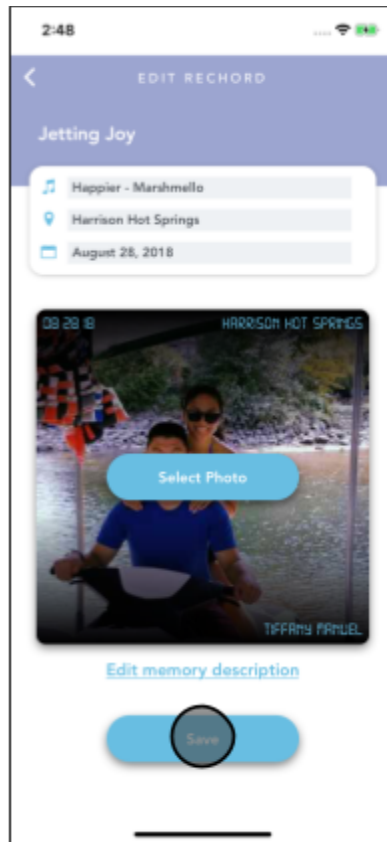 2:48
EDIT RECHORD
Jetting Joy
Happier - Marshmello
Harrison Hot Springs
August 28, 2018
08 28 18 HARRISON HOT SPRINGS
Select Photo
TIFFANY MANUEL
Edit memory description
Save